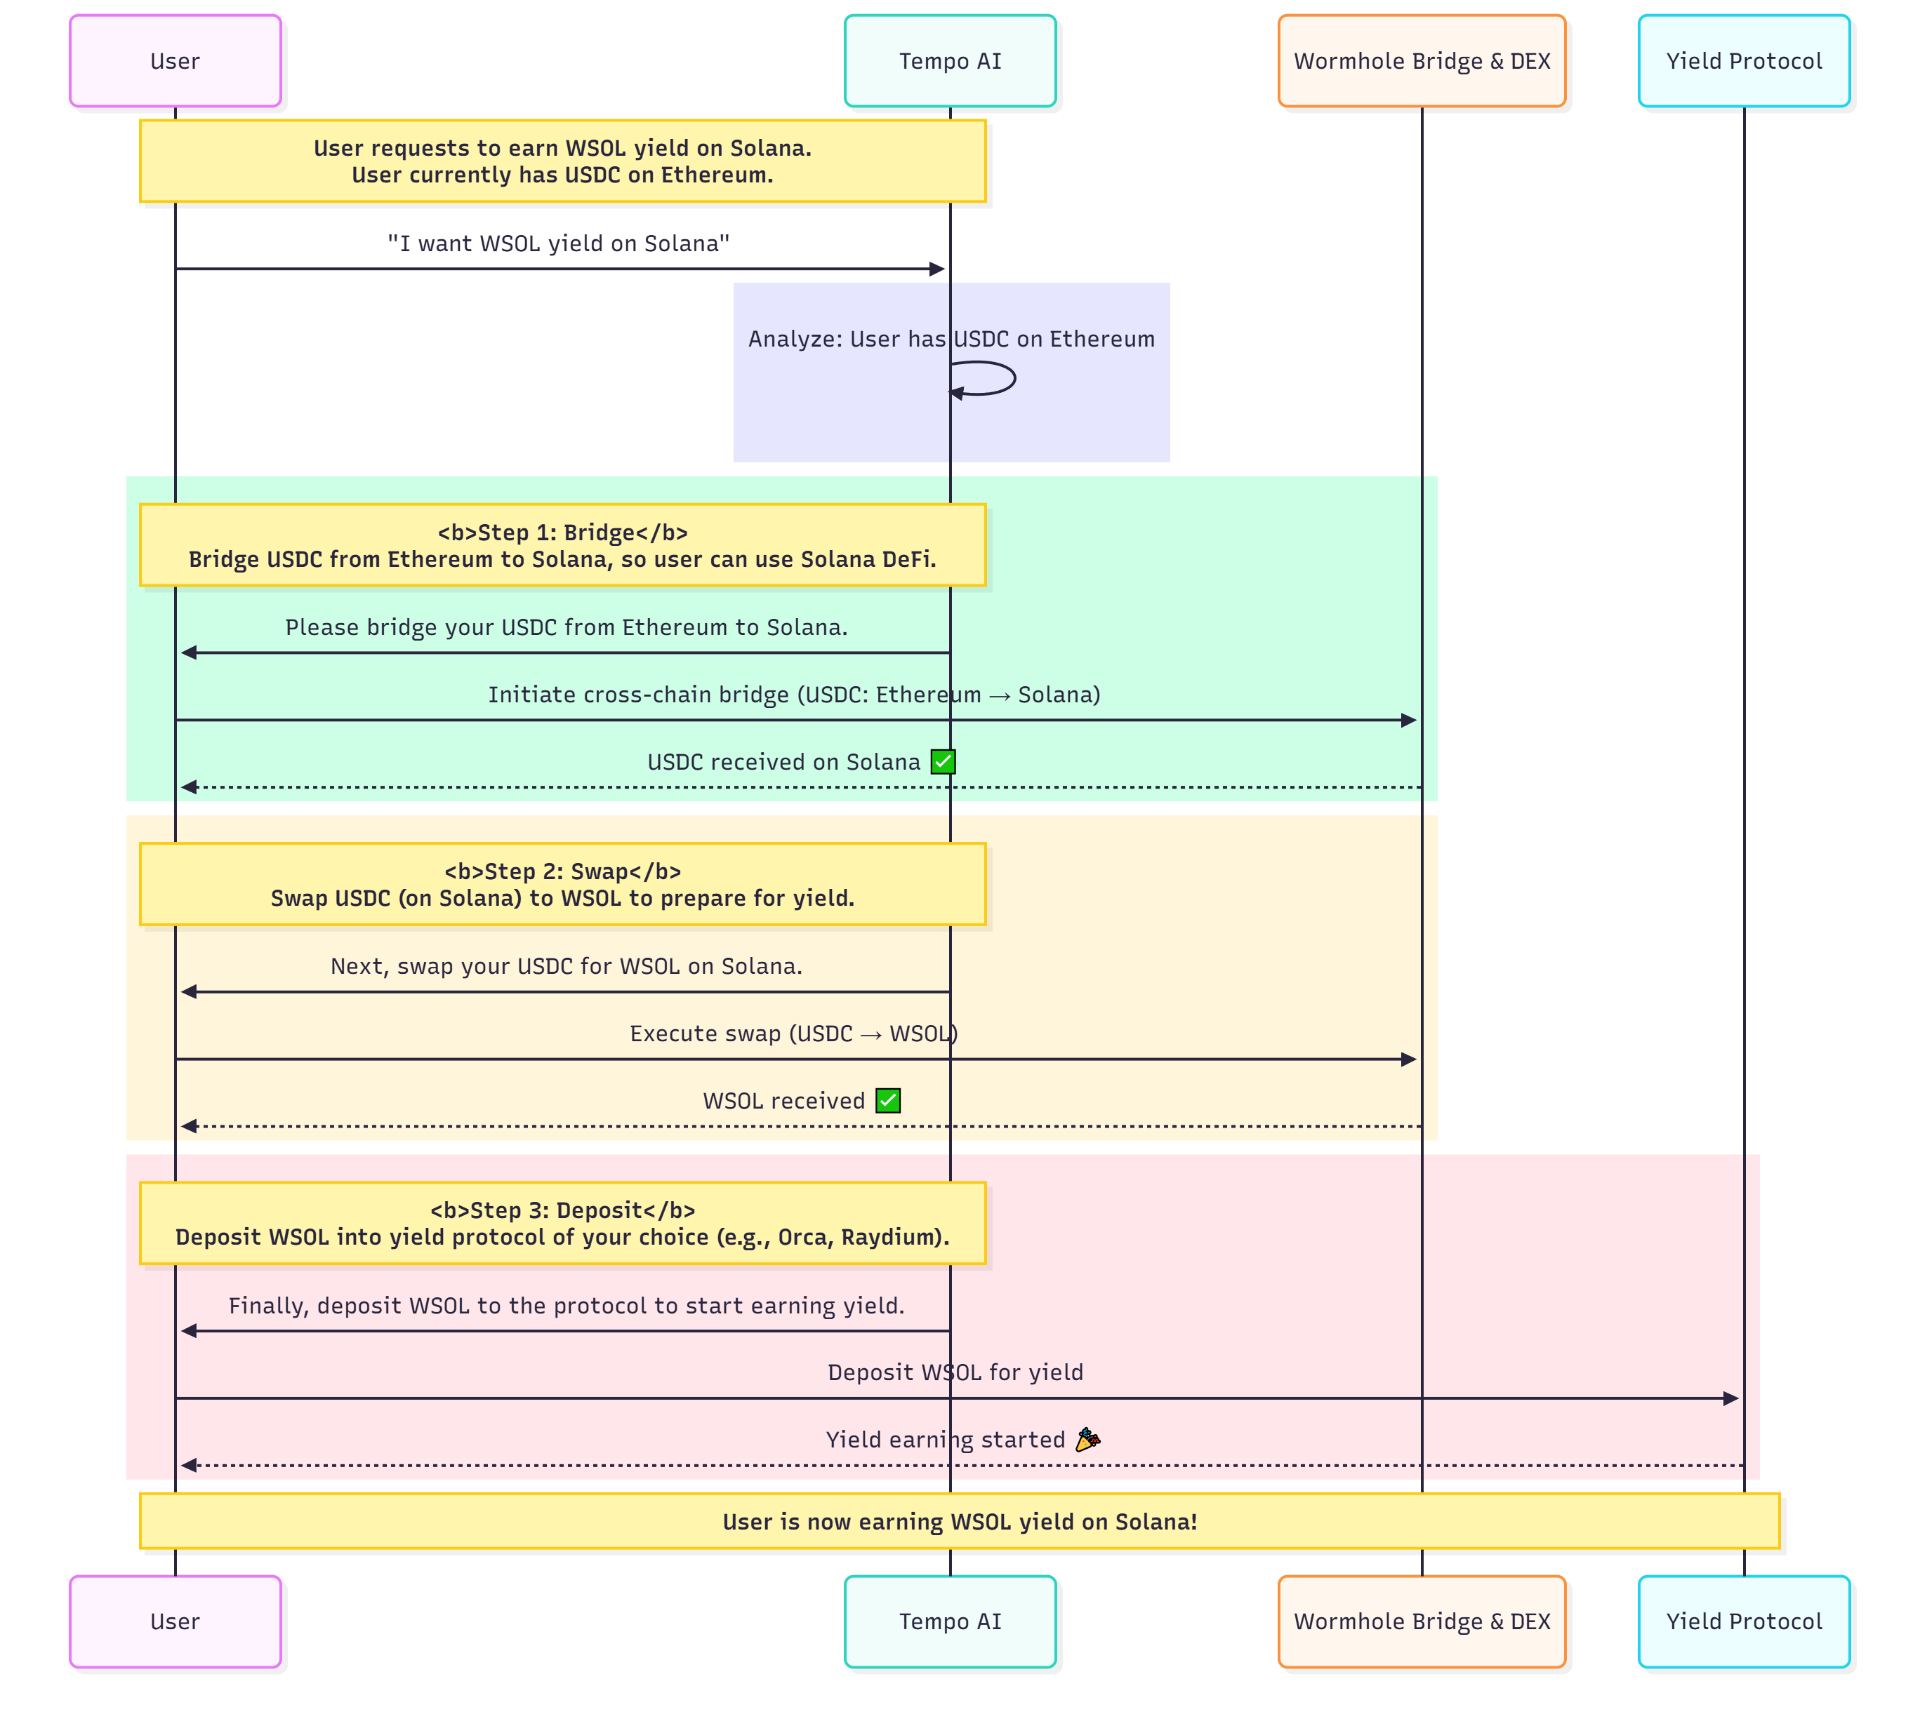 User
Tempo AI
Wormhole Bridge & DEX
Yield Protocol
User requests to earn WSOL yield on Solana.
User currently has USDC on Ethereum.
"I want WSOL yield on Solana"
Analyze: User has USDC on Ethereum
<b>Step 1: Bridge</b>
Bridge USDC from Ethereum to Solana, so user can use Solana DeFi.
Please bridge your USDC from Ethereum to Solana.
Initiate cross-chain bridge (USDC: Ethereum → Solana)
USDC received on Solana ✅
<b>Step 2: Swap</b>
Swap USDC (on Solana) to WSOL to prepare for yield.
Next, swap your USDC for WSOL on Solana.
Execute swap (USDC → WSOL)
WSOL received ✅
<b>Step 3: Deposit</b>
Deposit WSOL into yield protocol of your choice (e.g., Orca, Raydium).
Finally, deposit WSOL to the protocol to start earning yield.
Deposit WSOL for yield
Yield earning started 🎉
User is now earning WSOL yield on Solana!
User
Tempo AI
Wormhole Bridge & DEX
Yield Protocol